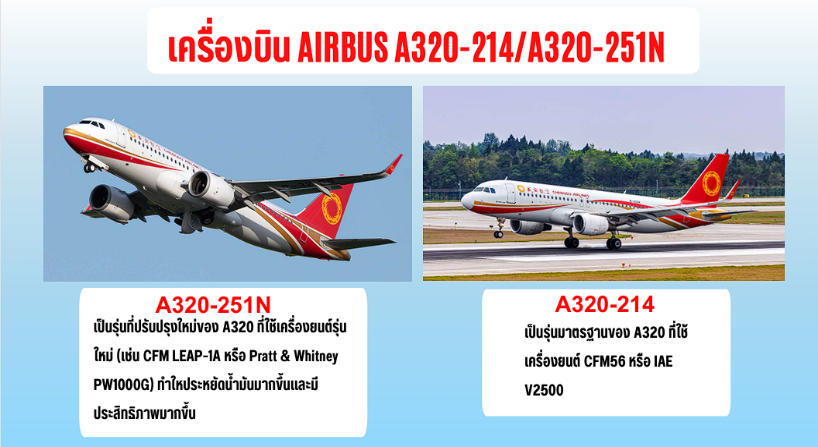 เครื่องบิน AIRBUS A320-214/A320-251N
CHENGDU AIRLINES
A320-251N
เป็นรุ่นที่ปรับปรุงใหม่ของ A320 ที่ใช้เครื่องยนต์รุ่น
ใหม่ (เช่น CFM LEAP-1A หรือ Pratt & Whitney
PW1000G) ทำให้ประหยัดน้ำมันมากขึ้นและมี
ประสิทธิภาพมากขึ้น
A320-214
เป็นรุ่นมาตรฐานของ A320 ที่ใช้
เครื่องยนต์ CFM56 หรือ IAE
V2500